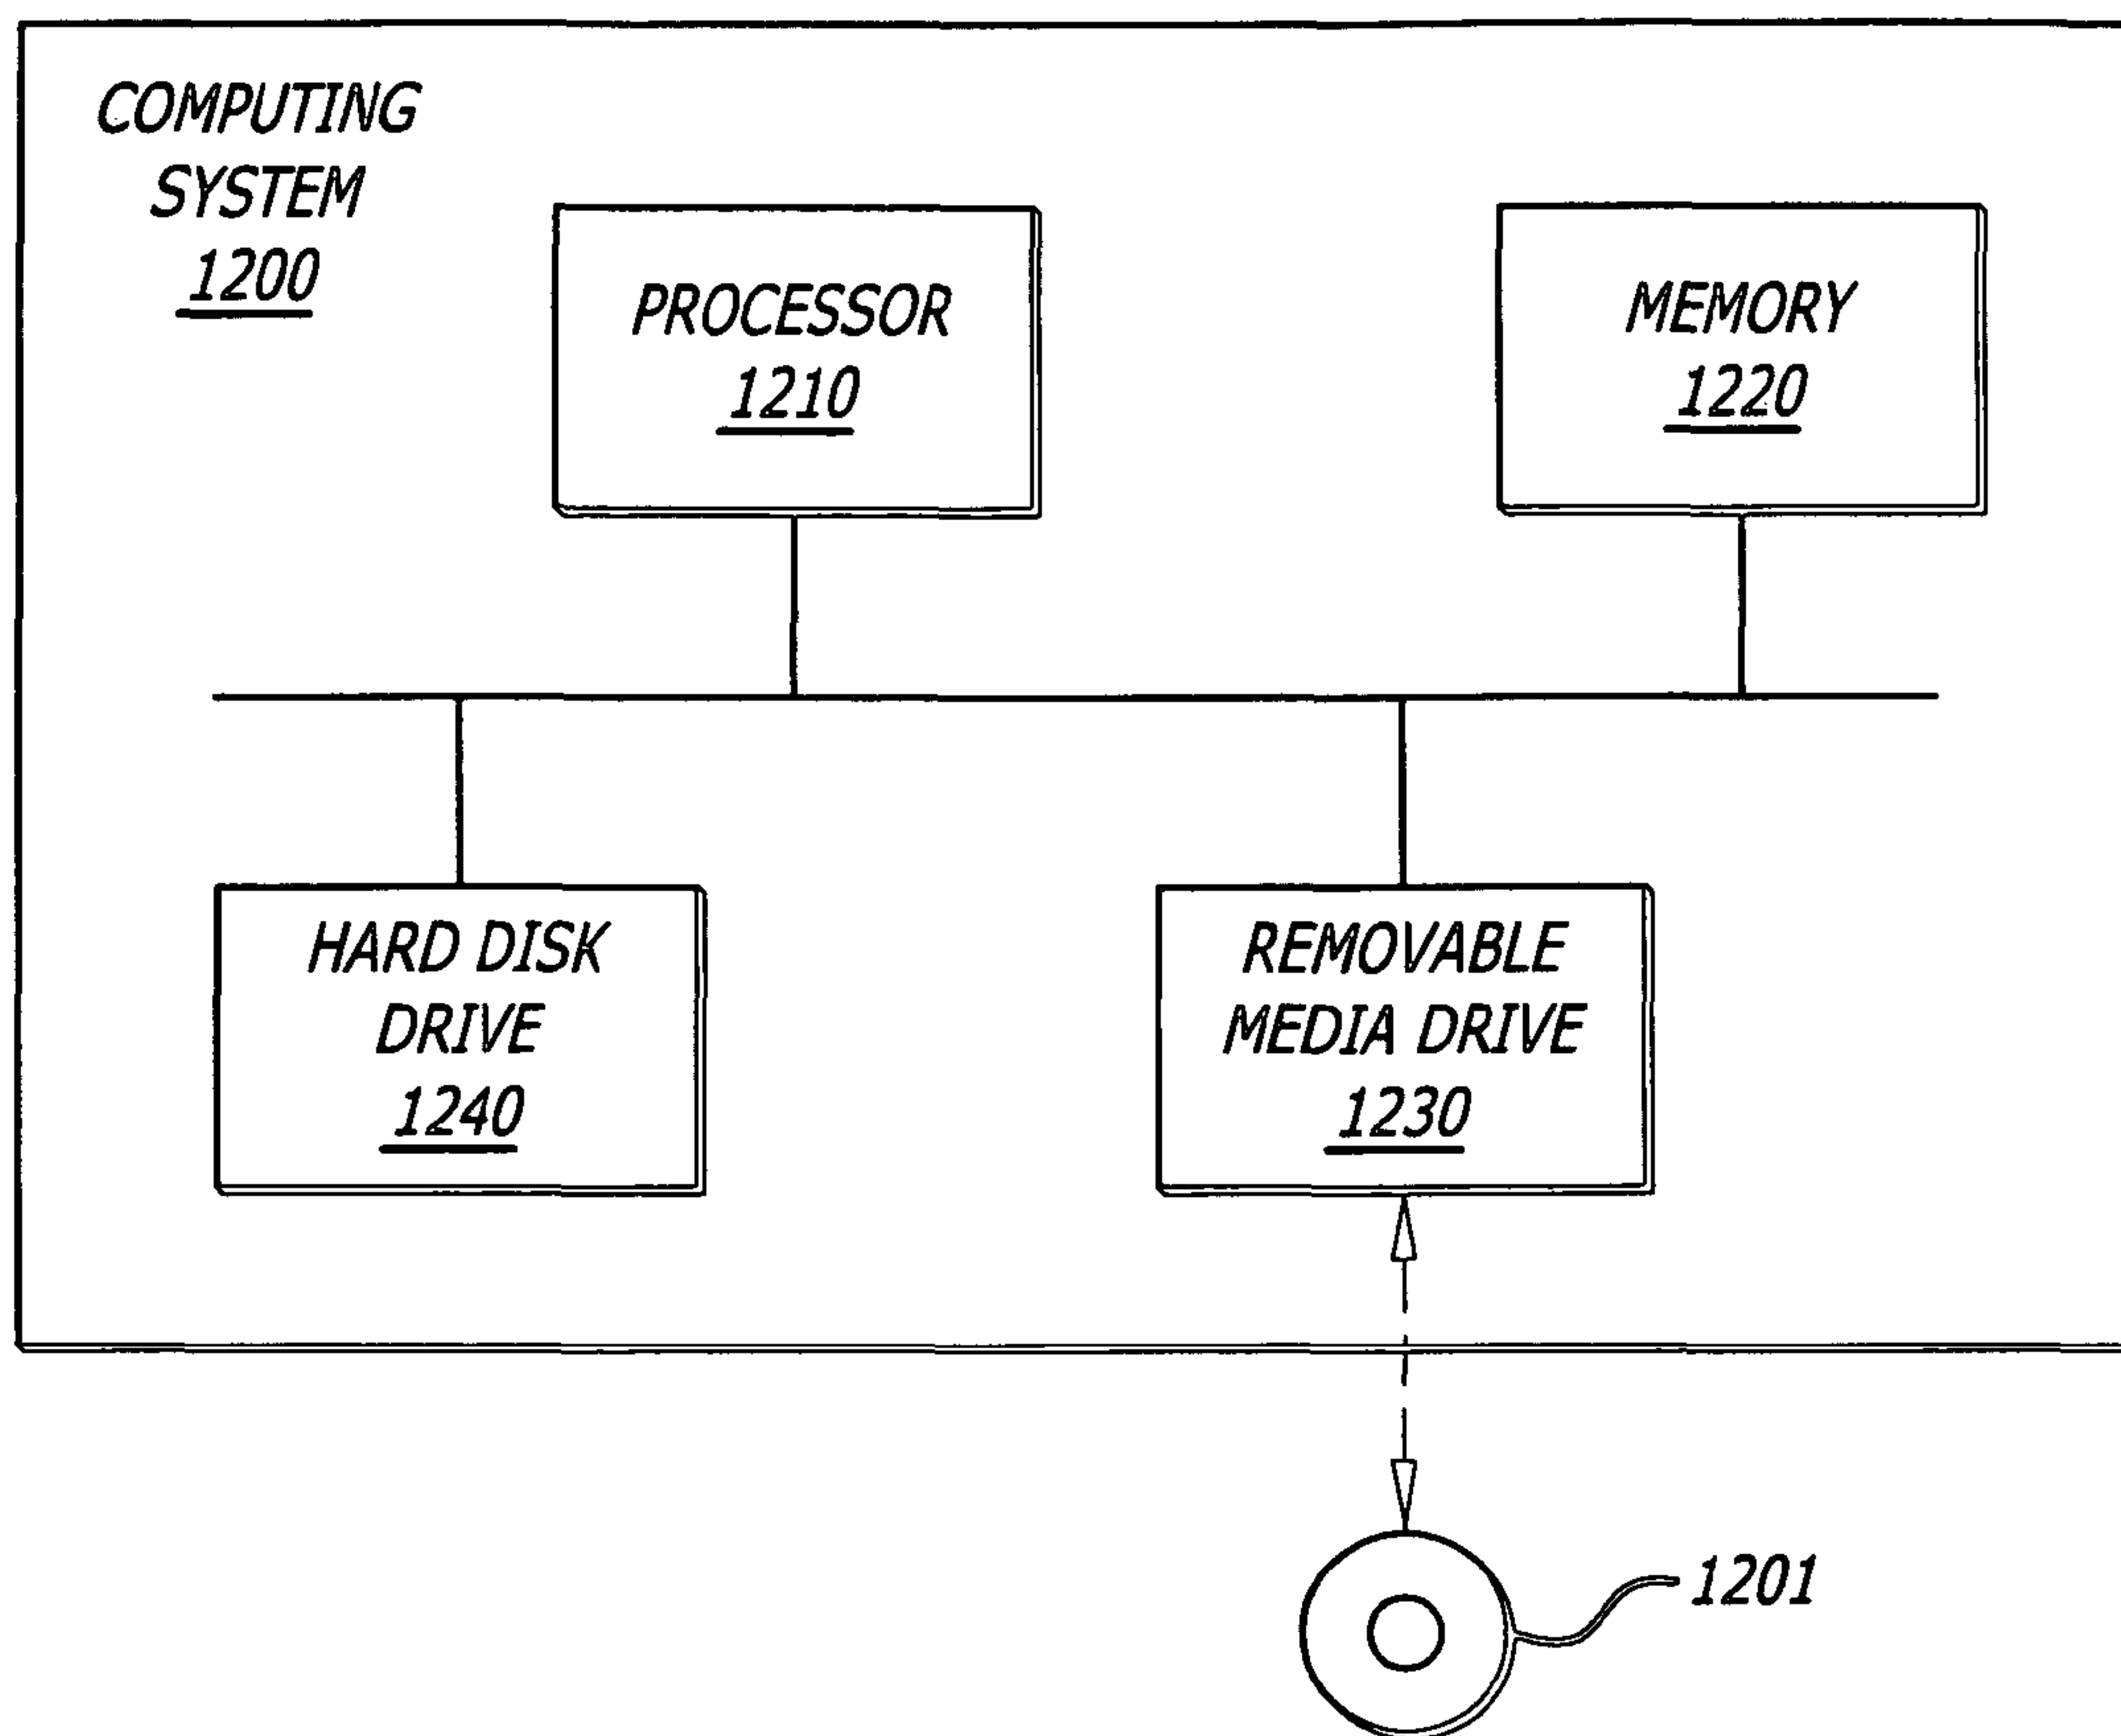 COMPUTING
SYSTEM
1200
PROCESSOR
1210
MEMORY
1220
HARD DISK
DRIVE
1240
REMOVABLE
MEDIA DRIVE
1230
1201